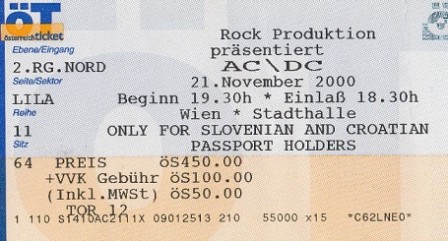 ÖT
österreichticket
Rock Produktion
Ebene/Eingang
präsentiert
2.RG.NORD
AC\DC
Seite/Sektor
21.November 2000
LILA
Beginn 19.30h * Einlaß 18.30h
Reihe
Wien * Stadthalle
11
ONLY FOR SLOVENIAN AND CROATIAN
Sitz
PASSPORT HOLDERS
64 PREIS ÖS450.00
+VVK Gebühr ÖS100.00
(Inkl.MWSt) ÖS50.00
TOR 12
1 110 S1410AC2111X 09012513 210 55000 x15 *C62LNE0*